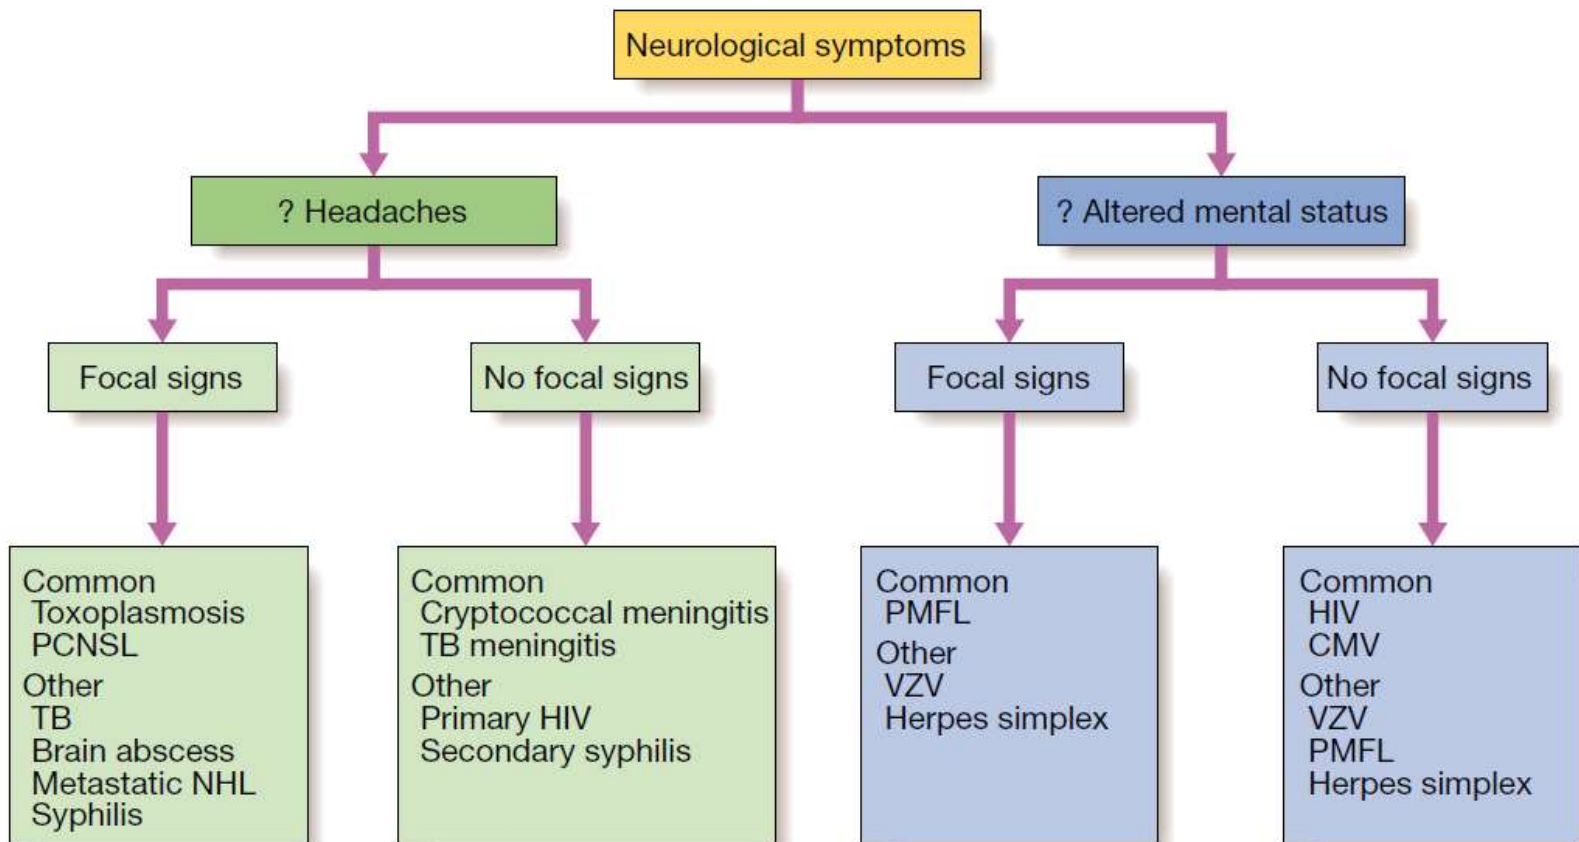 Neurological symptoms
? Headaches
? Altered mental status
Focal signs
No focal signs
Focal signs
No focal signs
Common
Toxoplasmosis
PCNSL
Other
TB
Brain abscess
Metastatic NHL
Syphilis
Common
Cryptococcal meningitis
TB meningitis
Other
Primary HIV
Secondary syphilis
Common
PMFL
Other
VZV
Herpes simplex
Common
HIV
CMV
Other
VZV
PMFL
Herpes simplex